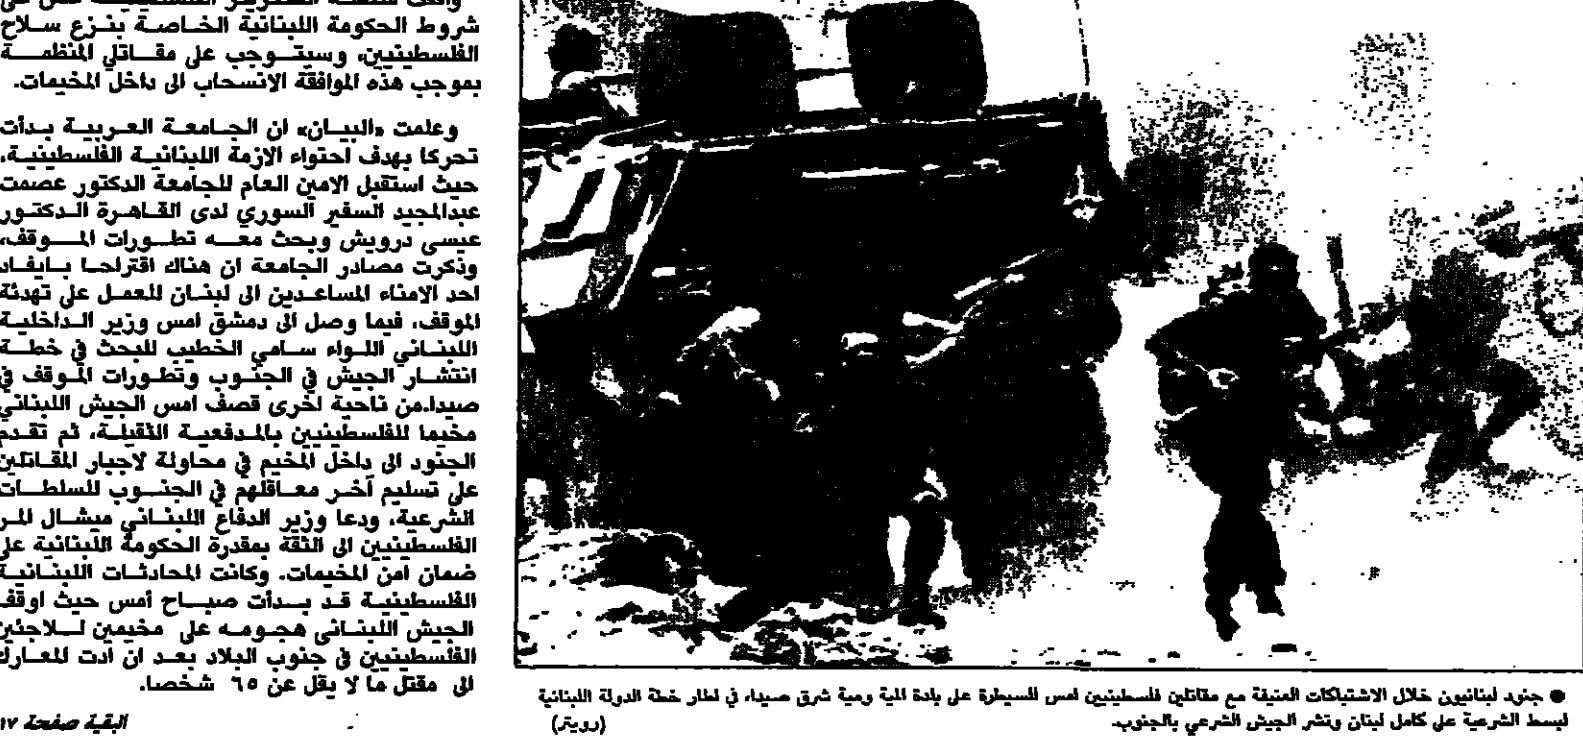 شروط الحكومة اللبنانية الخاصة بنزع سلاح
الفلسطينيين، وسيتوجب على مقاتلي المنظمة
بموجب هذه الموافقة الانسحاب الى داخل المخيمات.
وعلمت «البيان» ان الجامعة العربية بدأت
تحركا بهدف احتواء الازمة اللبنانية الفلسطينية،
حيث استقبل الامين العام للجامعة الدكتور عصمت
عبدالمجيد السفير السوري لدى القاهرة الدكتور
عيسى درويش وبحث معه تطورات الموقف،
وذكرت مصادر الجامعة ان هناك اقتراحا بايفاد
احد الامناء المساعدين الى لبنان للعمل على تهدئة
الموقف، فيما وصل الى دمشق امس وزير الداخلية
اللبناني اللواء سامي الخطيب للبحث في خطة
انتشار الجيش في الجنوب وتطورات الموقف في
صيدا.من ناحية اخرى قصف امس الجيش اللبناني
مخيما للفلسطينيين بالمدفعية الثقيلة، ثم تقدم
الجنود الى داخل المخيم في محاولة لاجبار المقاتلين
على تسليم آخر معاقلهم في الجنوب للسلطات
الشرعية، ودعا وزير الدفاع اللبناني ميشال المر
الفلسطينيين الى الثقة بمقدرة الحكومة اللبنانية على
ضمان امن المخيمات. وكانت المحادثات اللبنانية
الفلسطينية قد بدأت صباح أمس حيث اوقف
الجيش اللبناني هجومه على مخيمين للاجئين
الفلسطينيين في جنوب البلاد بعد ان ادت المعارك
الى مقتل ما لا يقل عن ٦٥ شخصا.
البقية صفحة ١٧
● جنود لبنانيون خلال الاشتباكات العنيفة مع مقاتلين فلسطينيين امس للسيطرة على بلدة المية ومية شرق صيدا، في اطار خطة الدولة اللبنانية
لبسط الشرعية على كامل لبنان ونشر الجيش الشرعي بالجنوب. (رويتر)